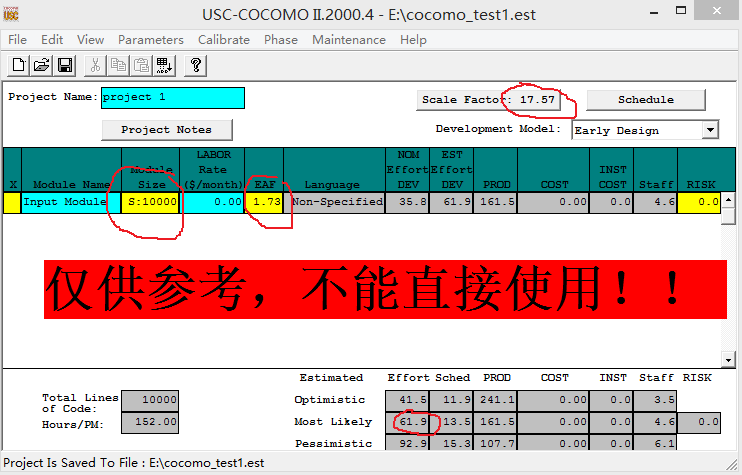 USC
USC-COCOMO II.2000.4 - E:\cocomo_test1.est
File Edit View Parameters Calibrate Phase Maintenance Help
Project Name: project 1 Scale Factor: 17.57 Schedule
Project Notes Development Model: Early Design
X Module Name Module Size LABOR Rate ($/month) EAF Language NOM Effort DEV EST Effort DEV PROD COST INST COST Staff RISK
Input Module S:10000 0.00 1.73 Non-Specified 35.8 61.9 161.5 0.00 0.0 4.6 0.0
仅供参考，不能直接使用！！
Estimated Effort Sched PROD COST INST Staff RISK
Total Lines of Code: 10000 Optimistic 41.5 11.9 241.1 0.00 0.0 3.5
Hours/PM: 152.00 Most Likely 61.9 13.5 161.5 0.00 0.0 4.6 0.0
Pessimistic 92.9 15.3 107.7 0.00 0.0 6.1
Project Is Saved To File : E:\cocomo_test1.est